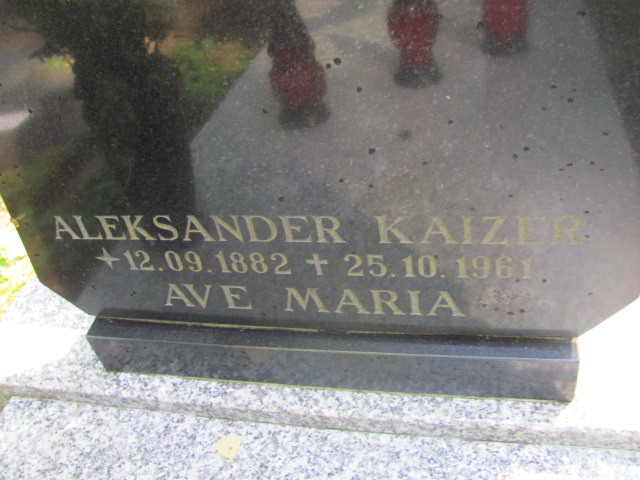 ALEKSANDER KAIZER
★12.09.1882 ✝ 25.10.1961
AVE MARIA